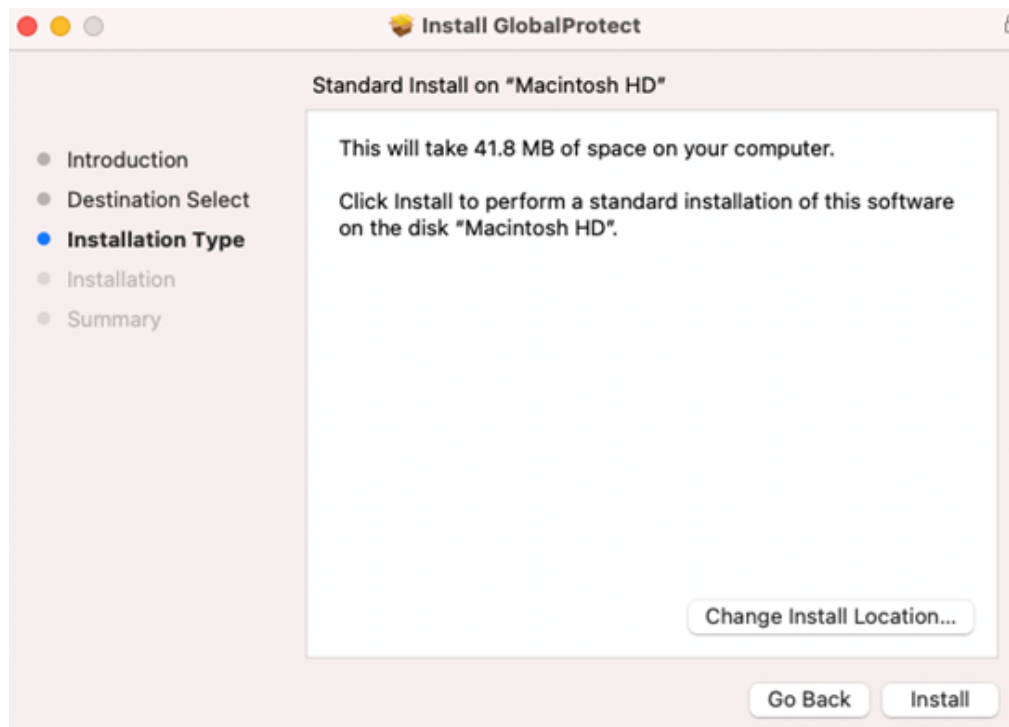 Install GlobalProtect
Standard Install on “Macintosh HD”
Introduction
Destination Select
Installation Type
Installation
Summary
This will take 41.8 MB of space on your computer.
Click Install to perform a standard installation of this software
on the disk “Macintosh HD”.
Change Install Location...
Go Back
Install